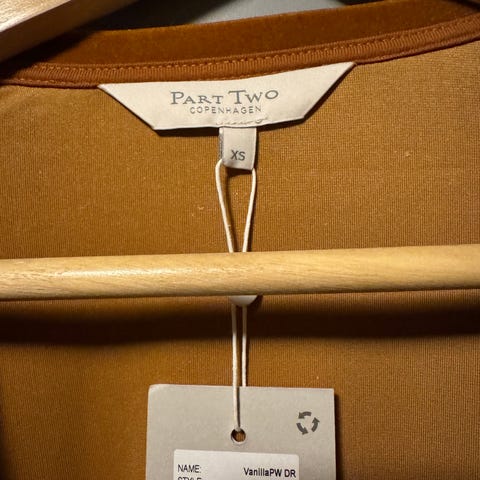 PART TWO
COPENHAGEN
XS
NAME: VanillaPW DR